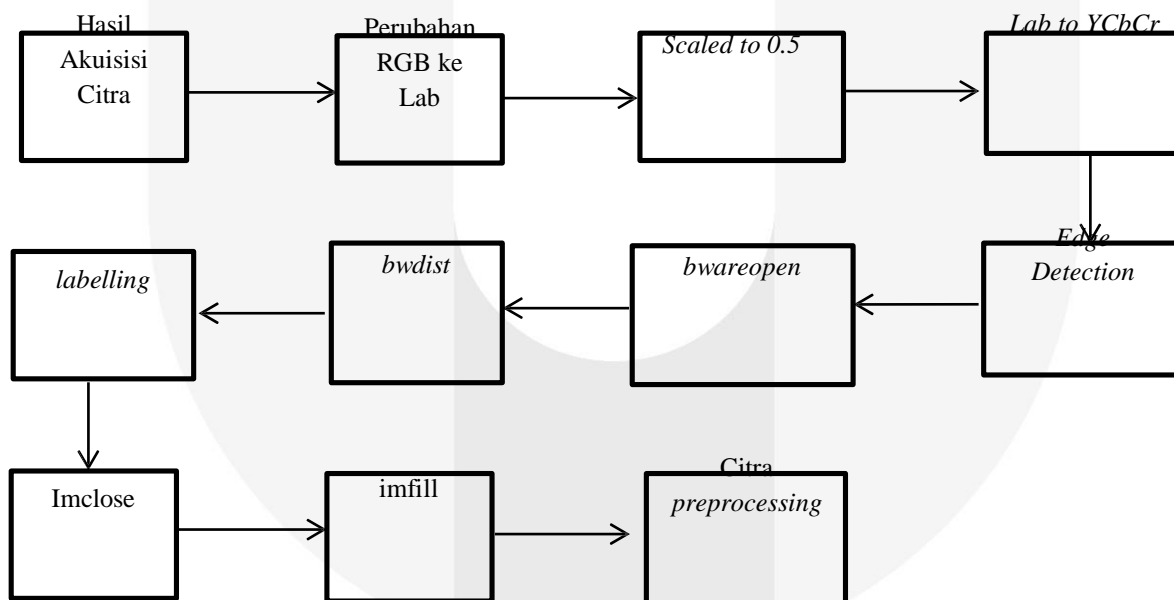 Hasil
Akuisisi
Citra
Perubahan
RGB ke
Lab
Scaled to 0.5
Lab to YCbCr
Edge
Detection
bwareopen
bwdist
labelling
Imclose
imfill
Citra
preprocessing